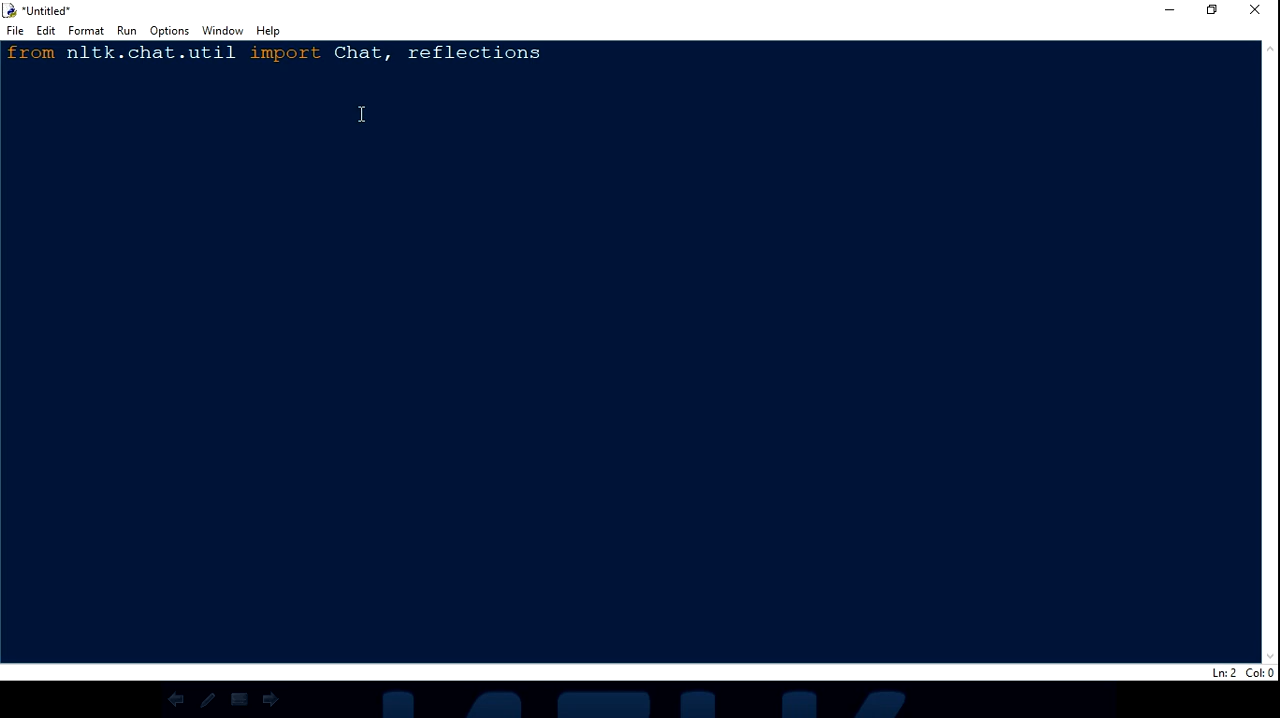 *Untitled*
File Edit Format Run Options Window Help
from nltk.chat.util import Chat, reflections
Ln: 2 Col: 0